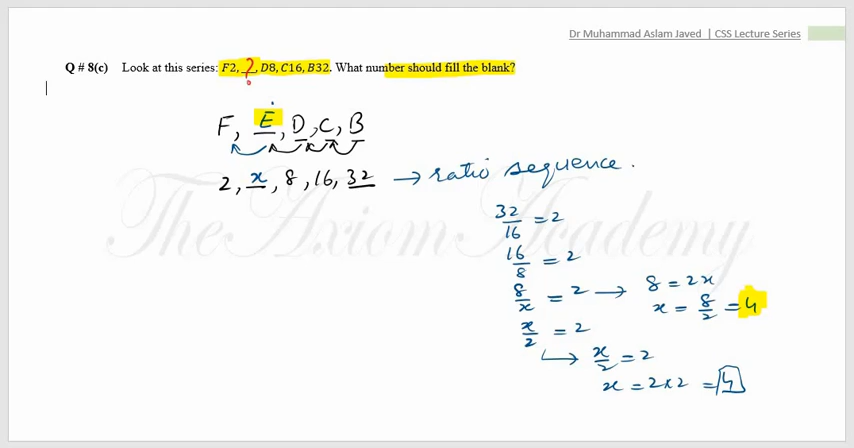 Dr Muhammad Aslam Javed | CSS Lecture Series
Q # 8(c) Look at this series: F2, __, D8, C16, B32. What number should fill the blank?
?
F, E, D, C, B
2, x, 8, 16, 32 → ratio sequence.
32/16 = 2
16/8 = 2
8/x = 2 → 8 = 2x
x = 8/2 = 4
x/2 = 2
→ x/2 = 2
x = 2x2 = 4
The Axiom Academy